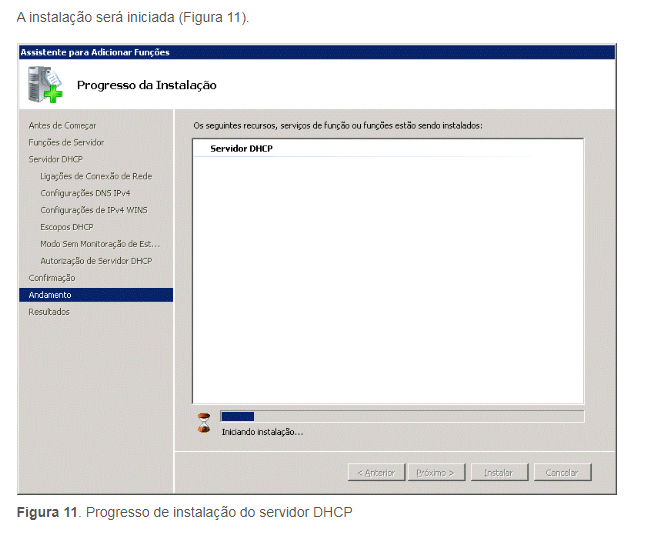 A instalação será iniciada (Figura 11).
Assistente para Adicionar Funções
Progresso da Instalação
Antes de Começar
Funções de Servidor
Servidor DHCP
Ligações de Conexão de Rede
Configurações DNS IPv4
Configurações de IPv4 WINS
Escopos DHCP
Modo Sem Monitoração de Est...
Autorização de Servidor DHCP
Confirmação
Andamento
Resultados
Os seguintes recursos, serviços de função ou funções estão sendo instalados:
Servidor DHCP
Iniciando instalação...
< Anterior
Próximo >
Instalar
Cancelar
Figura 11. Progresso de instalação do servidor DHCP